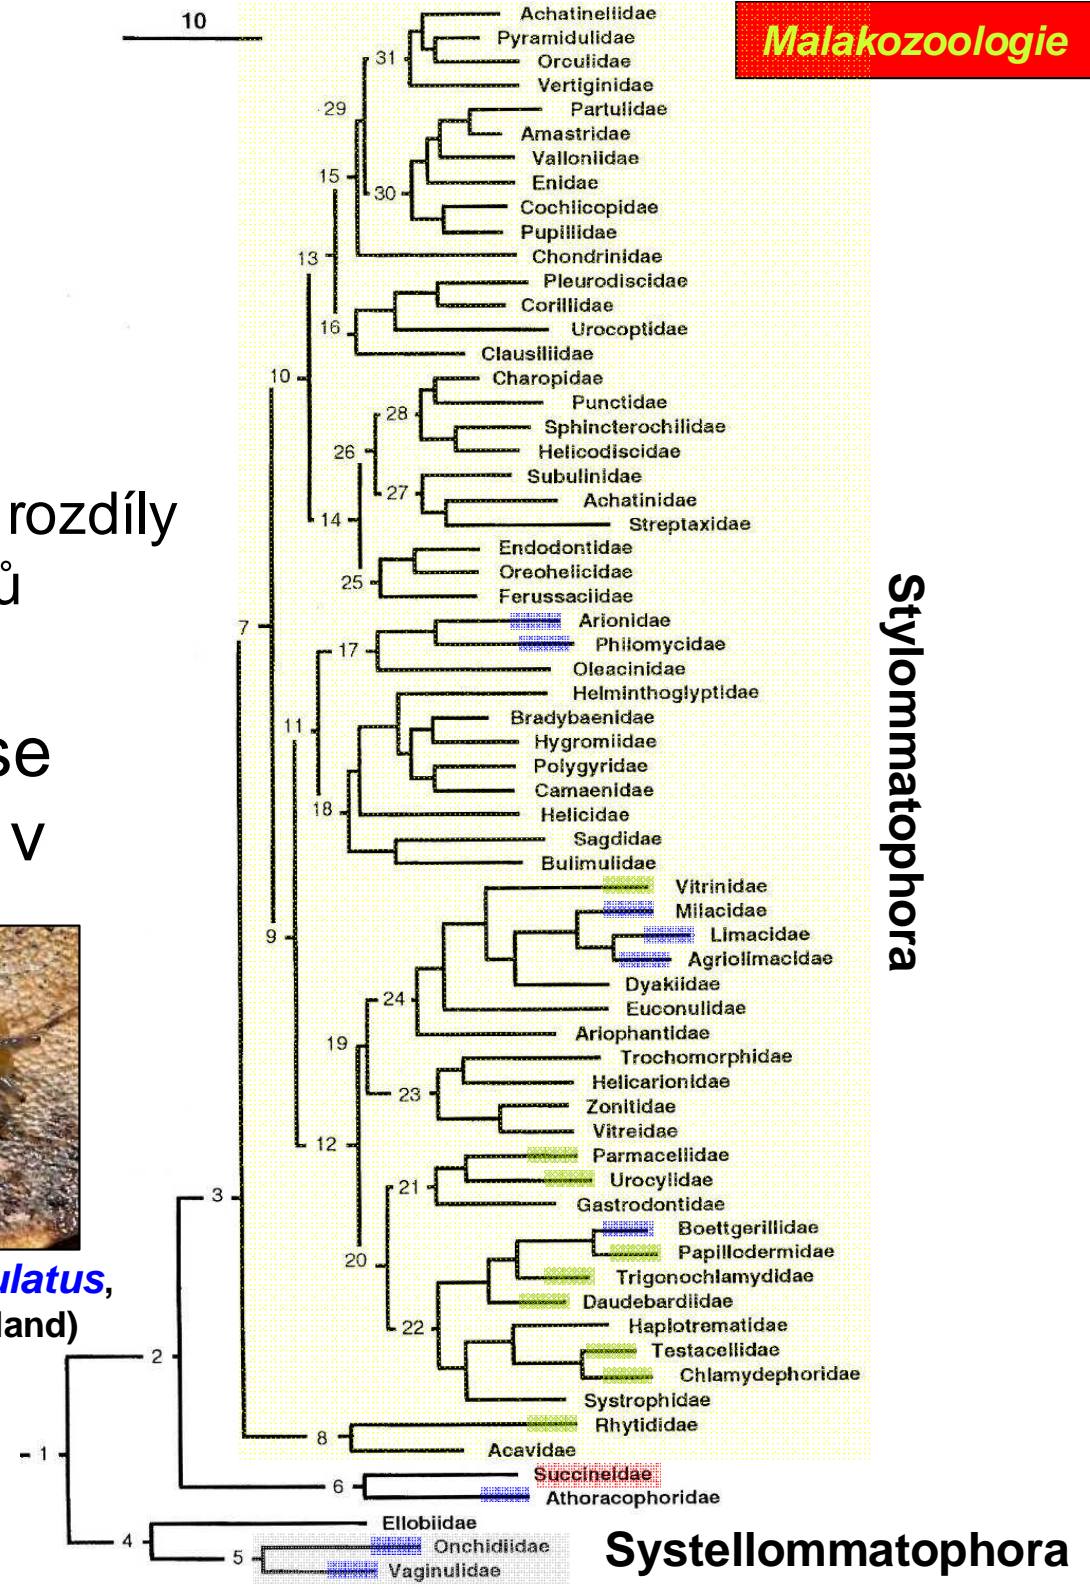 10
Malakozoologie
Achatinellidae
Pyramidulidae
31
Orculidae
Vertiginidae
29
Partulidae
Amastridae
Valloniidae
15
Enidae
30
Cochlicopidae
Pupillidae
13
Chondrinidae
Pleurodiscidae
Corillidae
16
Urocoptidae
Clausiliidae
10
Charopidae
Punctidae
28
Sphincterochilidae
26
Helicodiscidae
Subulinidae
27
Achatinidae
rozdíly
14
Streptaxidae
Endodontidae
Oreohelicidae
25
ů
Ferussaciidae
7
Arionidae
Philomycidae
17
Oleacinidae
Helminthoglyptidae
11
Bradybaenidae
Hygromiidae
se
Polygyridae
Camaenidae
18
Helicidae
v
Sagdidae
Bulimulidae
Vitrinidae
Milacidae
9
Limacidae
Agriolimacidae
Dyakiidae
24
Euconulidae
Ariophantidae
19
Trochomorphidae
Helicarionidae
23
Zonitidae
Vitreidae
12
Parmacellidae
21
Urocylidae
3
Gastrodontidae
Boettgerillidae
Papillodermidae
20
Trigonochlamydidae
ulatus,
Daudebardiidae
land)
22
Haplotrematidae
Testacellidae
2
Chlamydephoridae
Systrophidae
Rhytididae
8
Acavidae
1
Succineidae
6
Athoracophoridae
Ellobiidae
4
Onchidiidae
5
Vaginulidae
Stylommatophora
Systellommatophora